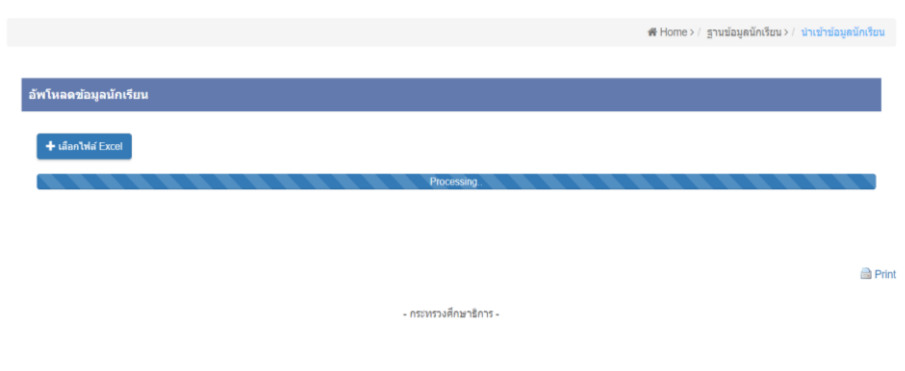 Home > / ฐานข้อมูลนักเรียน > / นำเข้าข้อมูลนักเรียน
อัพโหลดข้อมูลนักเรียน
+ เลือกไฟล์ Excel
Processing
Print
- กระทรวงศึกษาธิการ -